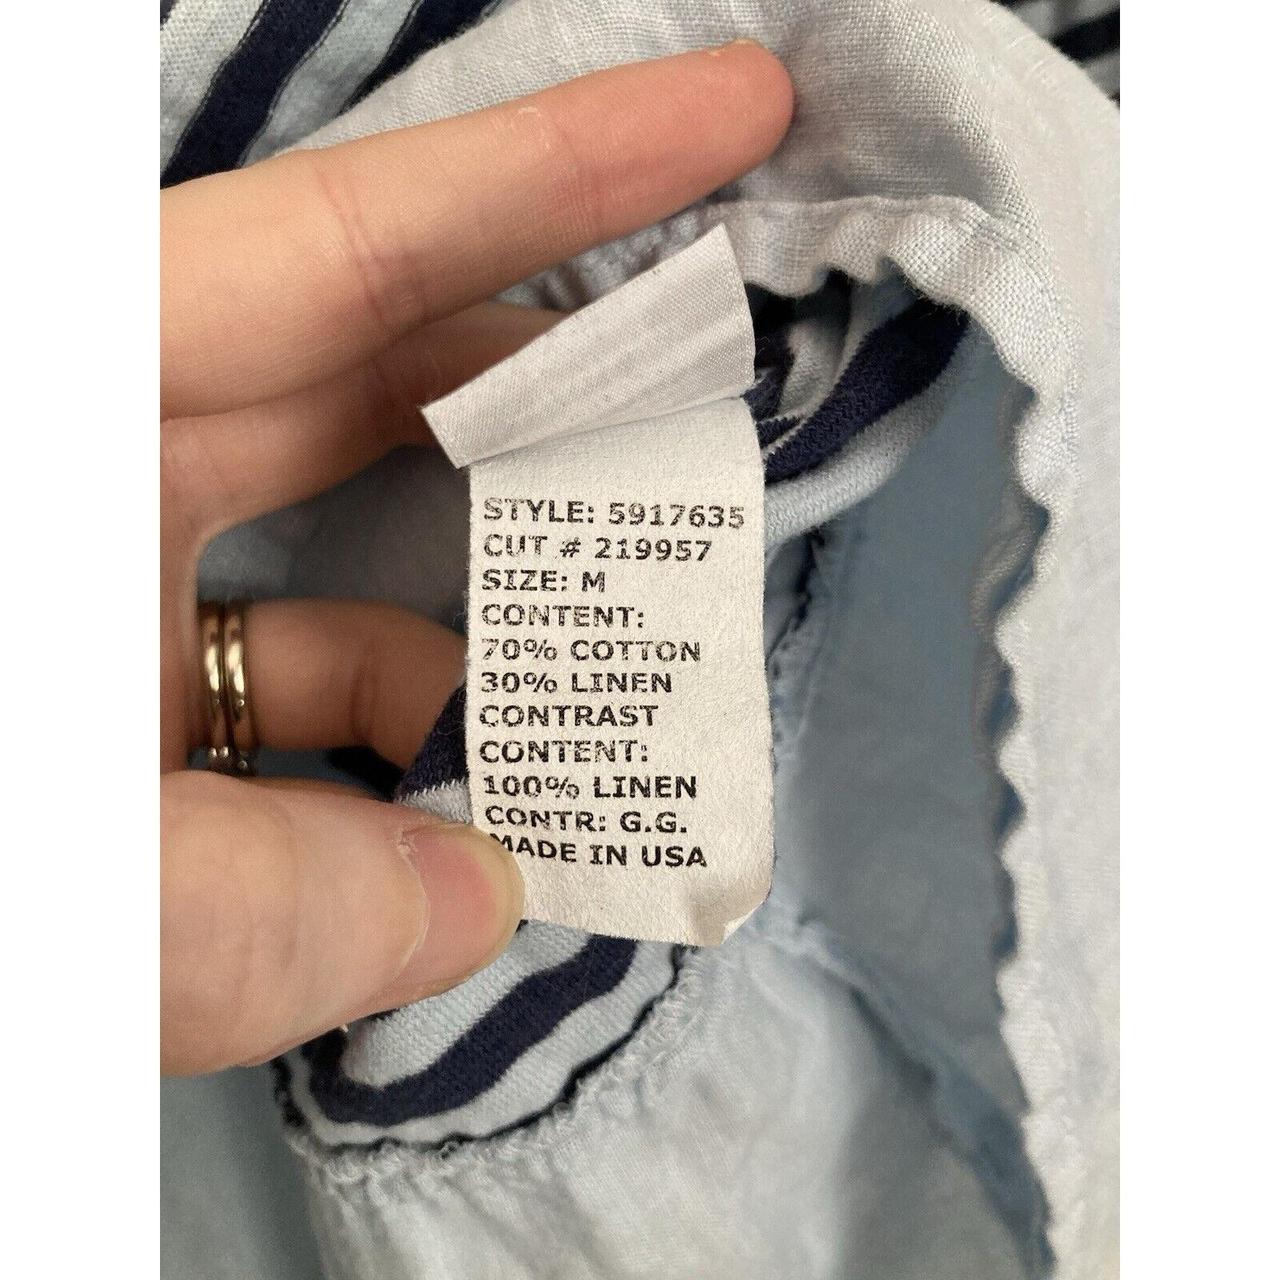 STYLE: 5917635
CUT # 219957
SIZE: M
CONTENT:
70% COTTON
30% LINEN
CONTRAST
CONTENT:
100% LINEN
CONTR: G.G.
MADE IN USA